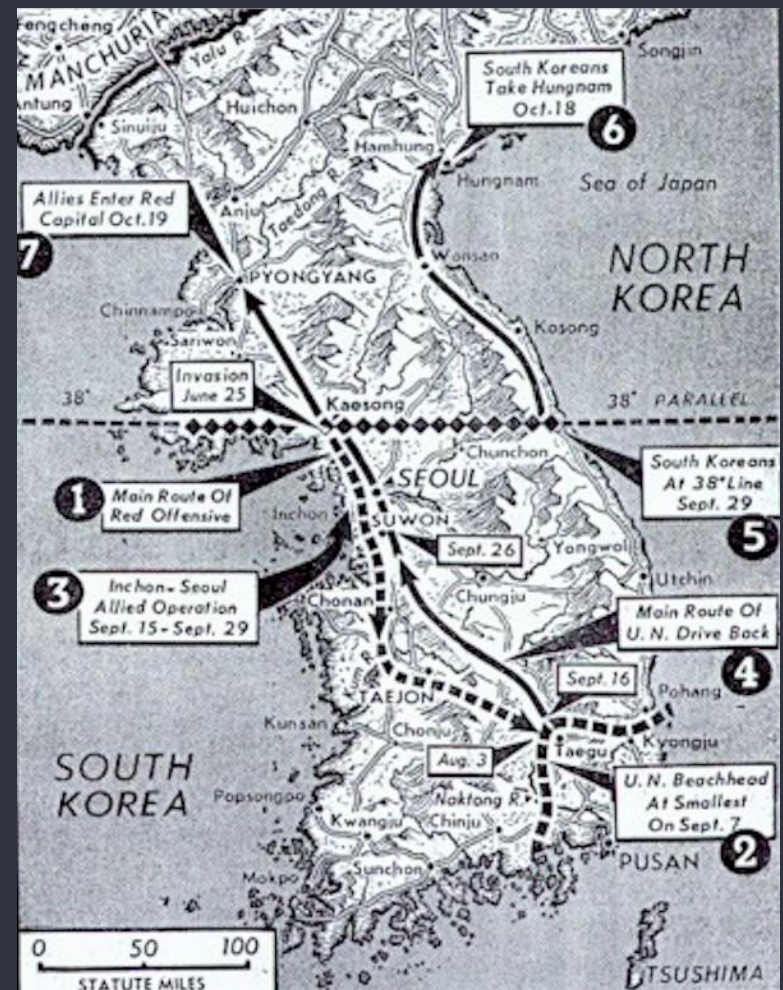 Fengcheng
MANCHURIA
Antung
Yalu R.
Songjin
South Koreans
Take Hungnam
Oct.18
6
Huichon
Sinuiju
Hamhung
Hungnam
Sea of Japan
Allies Enter Red
Capital Oct.19
7
Anju
Taedong R.
Wonsan
NORTH
KOREA
PYONGYANG
Chinnampo
Kosong
Sariwon
Invasion
June 25
38°
Kaesong
38° PARALLEL
Chunchon
South Koreans
At 38° Line
Sept. 29
5
1
Main Route Of
Red Offensive
SEOUL
Inchon
SUWON
Sept. 26
Yongwol
Utchin
3
Inchon-Seoul
Allied Operation
Sept. 15-Sept. 29
Chonan
Chungju
Main Route Of
U.N. Drive Back
4
Sept. 16
Pohang
TAEJON
Kunsan
Chonju
Aug. 3
Taegu
Kyongju
SOUTH
KOREA
U.N. Beachhead
At Smallest
On Sept. 7
2
Popsongpo
Naktong R.
Kwangju
Chinju
PUSAN
Sunchon
Mokpo
0 50 100
STATUTE MILES
TSUSHIMA